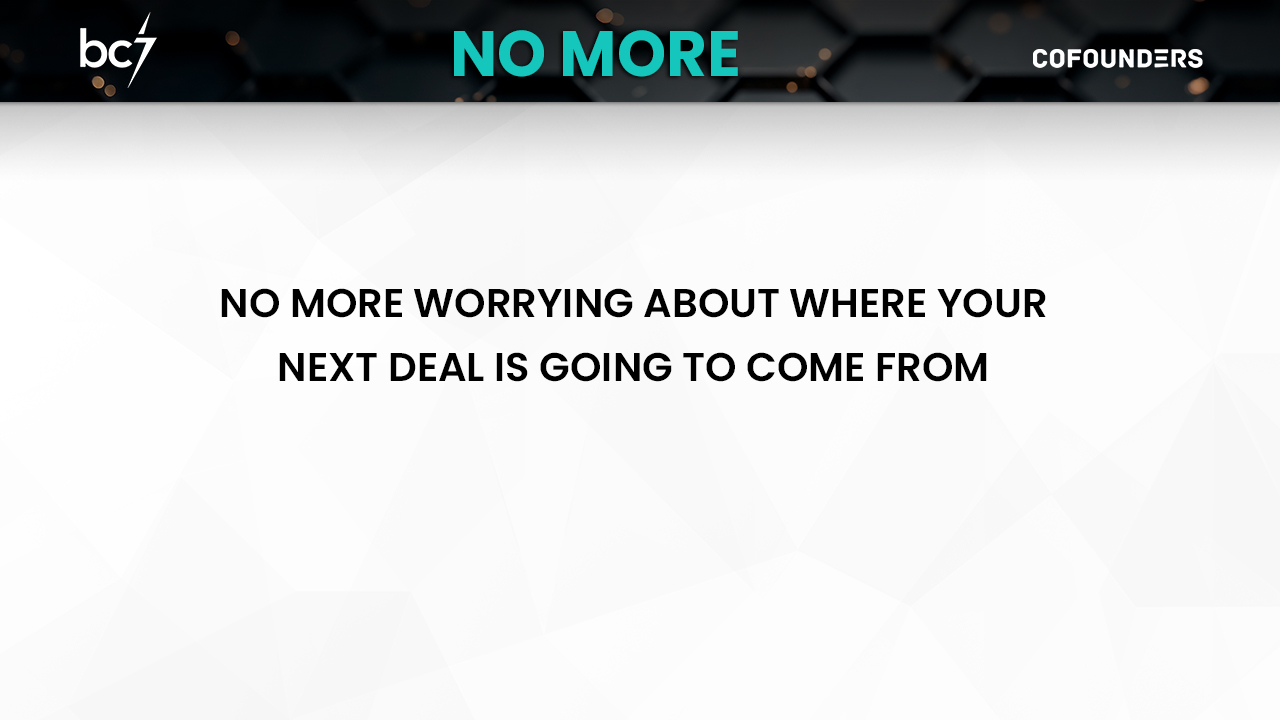 bc7
NO MORE
COFOUNDERS
NO MORE WORRYING ABOUT WHERE YOUR
NEXT DEAL IS GOING TO COME FROM